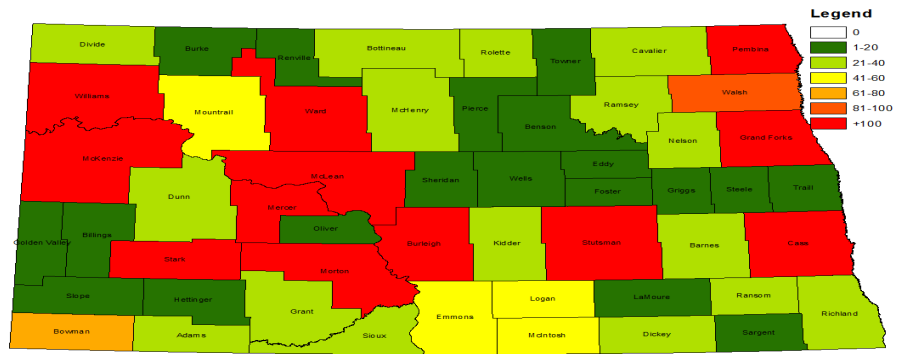 Legend
0
1-20
21-40
41-60
61-80
81-100
+100
Divide
Burke
Renville
Bottineau
Rolette
Towner
Cavalier
Pembina
Williams
Mountrail
Ward
McHenry
Pierce
Benson
Ramsey
Walsh
Nelson
Grand Forks
McKenzie
Dunn
McLean
Mercer
Oliver
Sheridan
Wells
Eddy
Foster
Griggs
Steele
Traill
Golden Valley
Billings
Stark
Morton
Burleigh
Kidder
Stutsman
Barnes
Cass
Slope
Hettinger
Grant
Emmons
Logan
LaMoure
Ransom
Richland
Bowman
Adams
Sioux
McIntosh
Dickey
Sargent